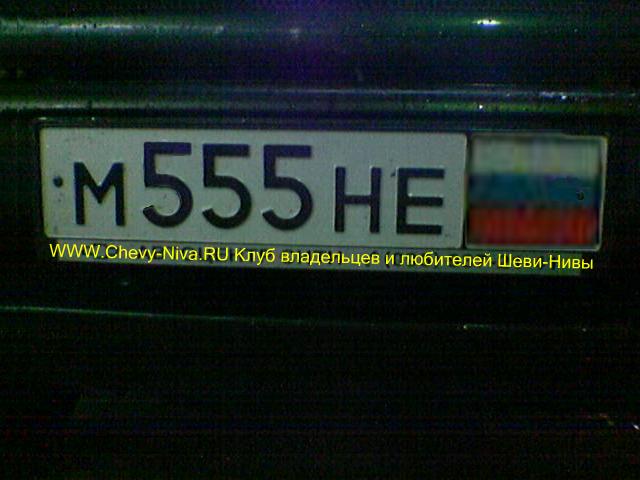 М555НЕ
WWW.Chevy-Niva.RU Клуб владельцев и любителей Шеви-Нивы